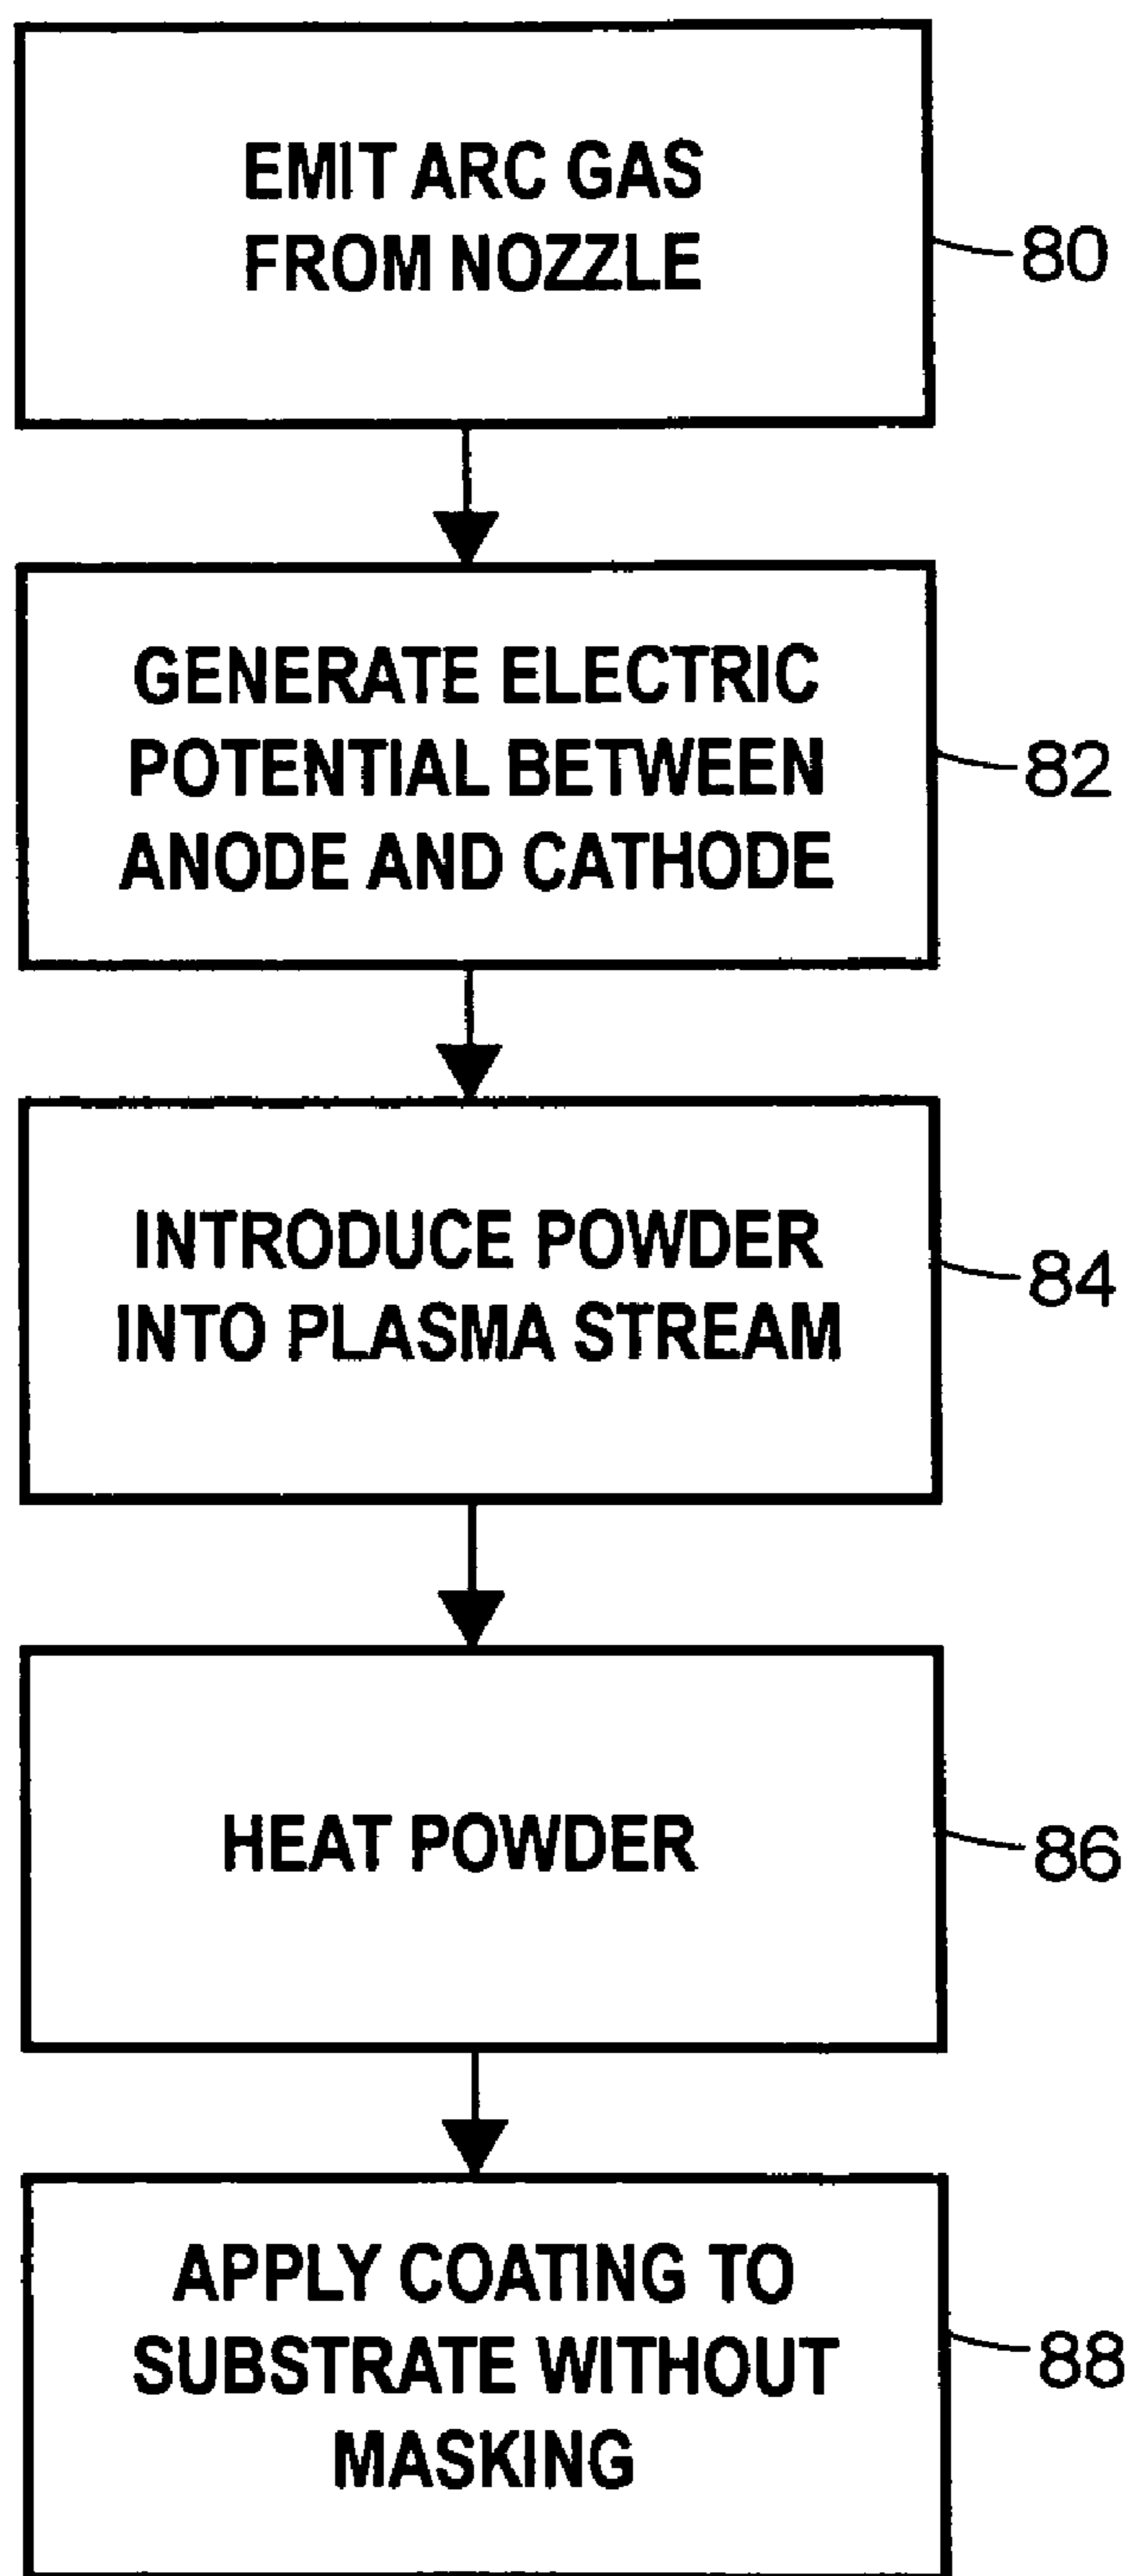 EMIT ARC GAS
FROM NOZZLE
80
GENERATE ELECTRIC
POTENTIAL BETWEEN
ANODE AND CATHODE
82
INTRODUCE POWDER
INTO PLASMA STREAM
84
HEAT POWDER
86
APPLY COATING TO
SUBSTRATE WITHOUT
MASKING
88